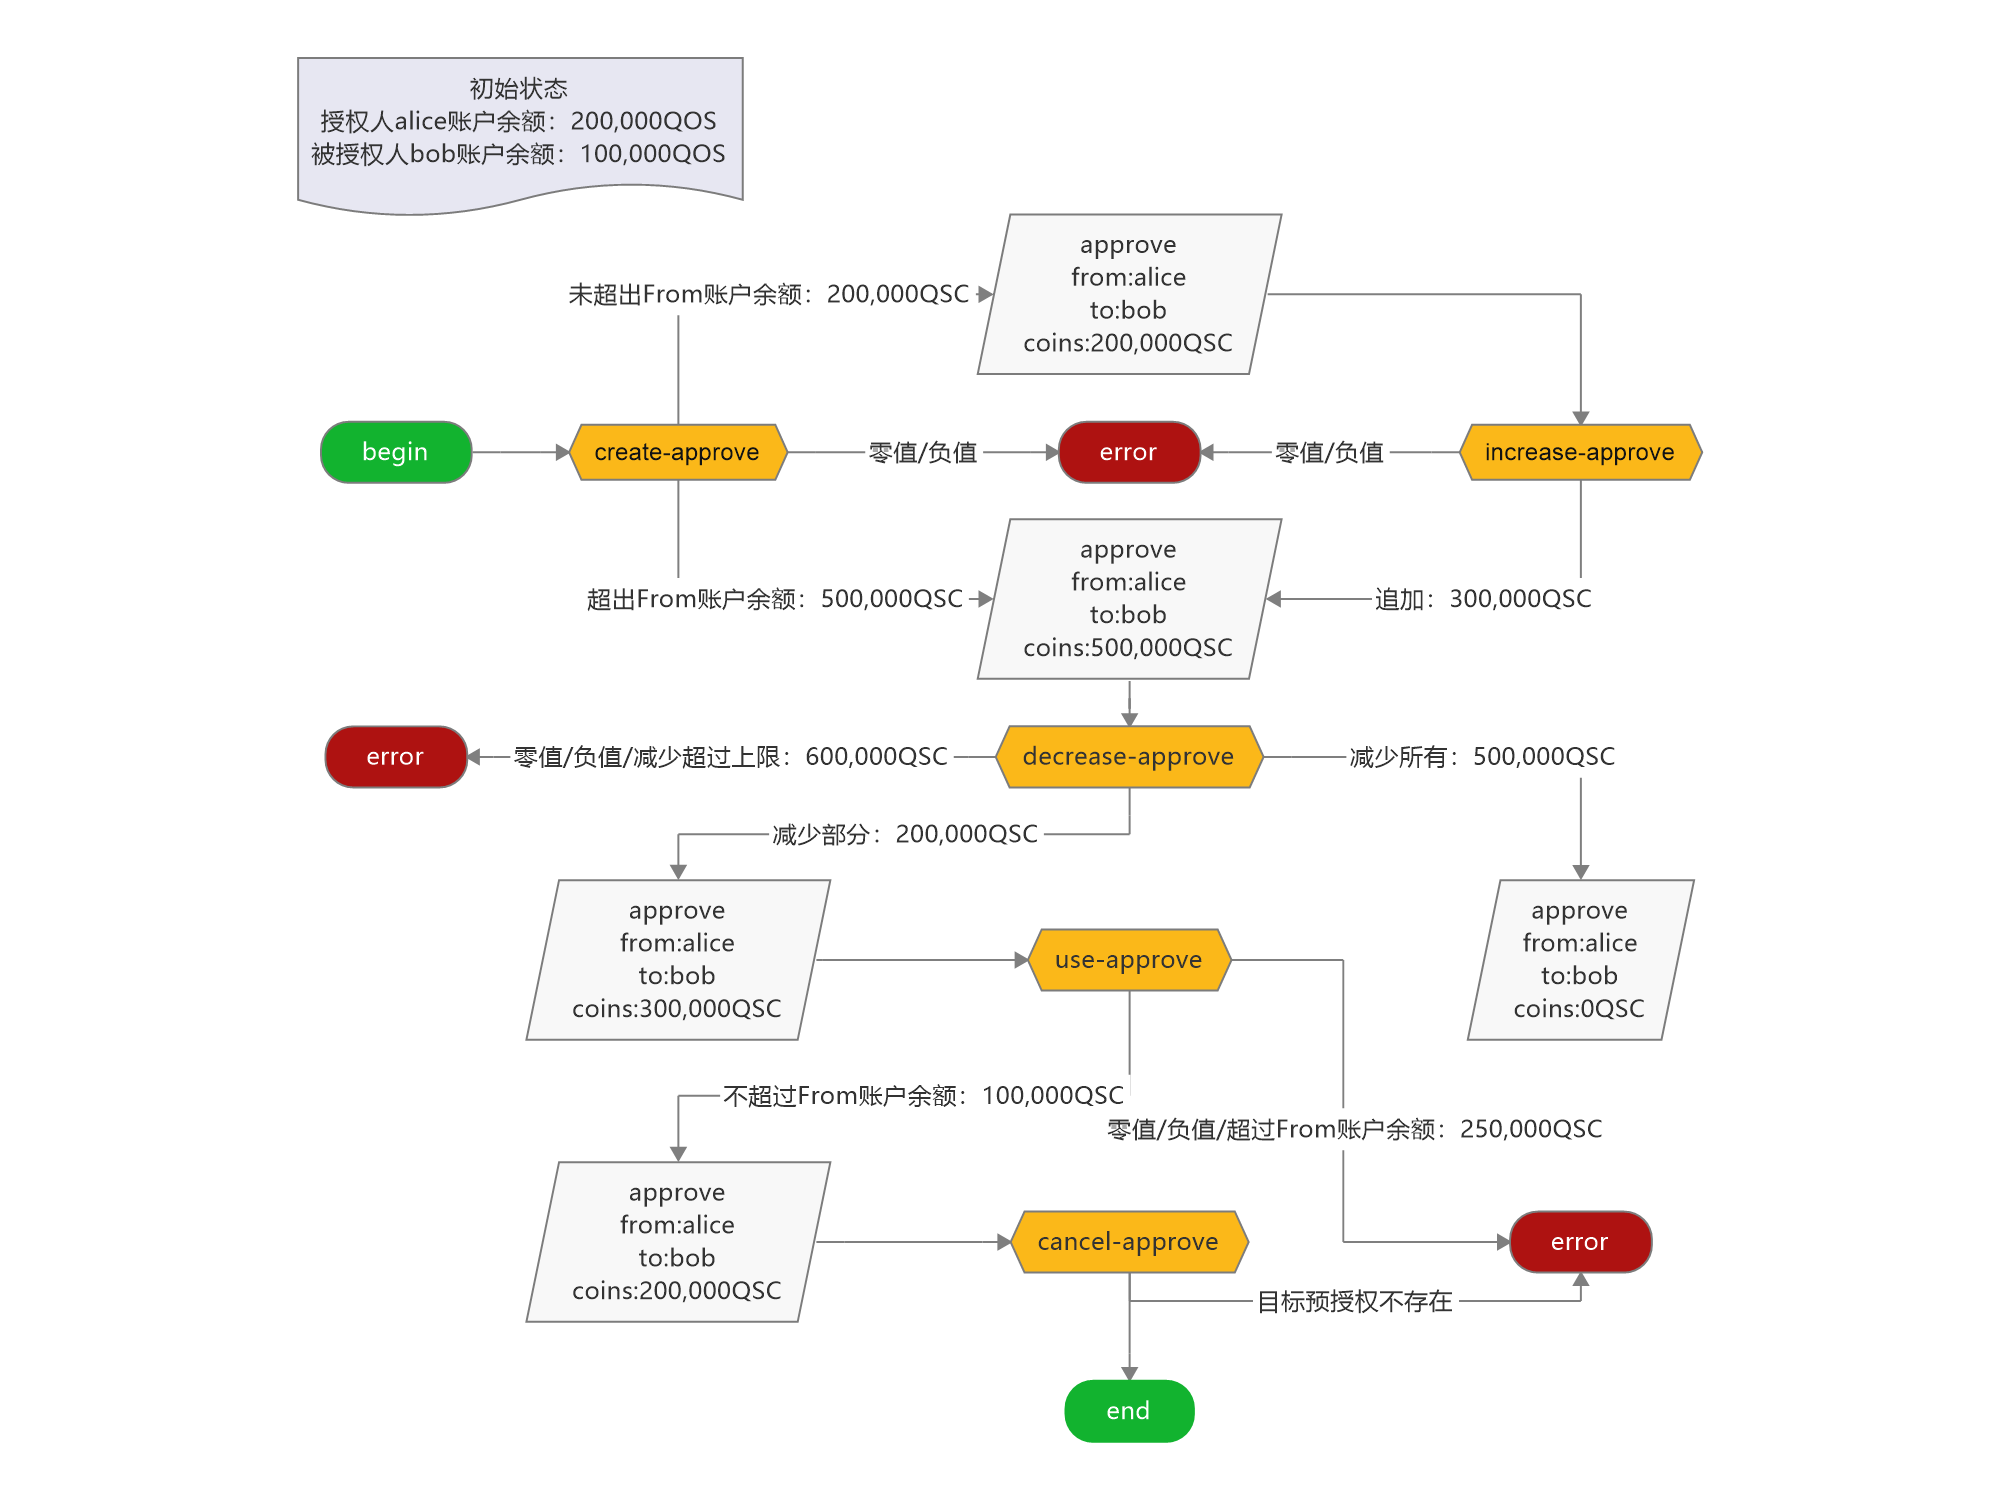 初始状态
授权人alice账户余额：200,000QOS
被授权人bob账户余额：100,000QOS
approve
from:alice
to:bob
coins:200,000QSC
未超出From账户余额：200,000QSC
begin
create-approve
零值/负值
error
零值/负值
increase-approve
approve
from:alice
to:bob
coins:500,000QSC
超出From账户余额：500,000QSC
追加：300,000QSC
error
零值/负值/减少超过上限：600,000QSC
decrease-approve
减少所有：500,000QSC
减少部分：200,000QSC
approve
from:alice
to:bob
coins:300,000QSC
use-approve
approve
from:alice
to:bob
coins:0QSC
不超过From账户余额：100,000QSC
零值/负值/超过From账户余额：250,000QSC
approve
from:alice
to:bob
coins:200,000QSC
cancel-approve
error
目标预授权不存在
end